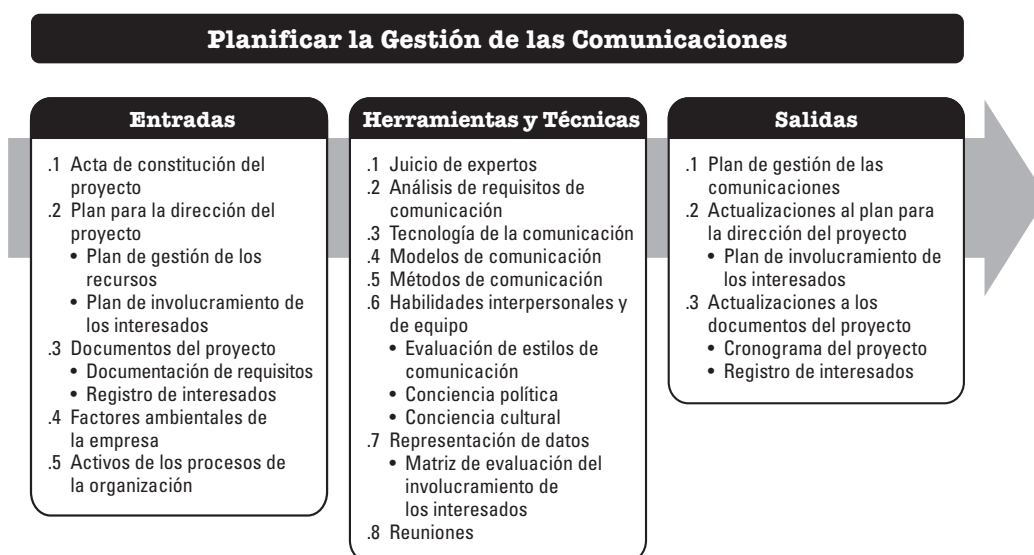 Planificar la Gestión de las Comunicaciones
Entradas
.1 Acta de constitución del
proyecto
.2 Plan para la dirección del
proyecto
• Plan de gestión de los
recursos
• Plan de involucramiento de
los interesados
.3 Documentos del proyecto
• Documentación de requisitos
• Registro de interesados
.4 Factores ambientales de
la empresa
.5 Activos de los procesos de
la organización
Herramientas y Técnicas
.1 Juicio de expertos
.2 Análisis de requisitos de
comunicación
.3 Tecnología de la comunicación
.4 Modelos de comunicación
.5 Métodos de comunicación
.6 Habilidades interpersonales y
de equipo
• Evaluación de estilos de
comunicación
• Conciencia política
• Conciencia cultural
.7 Representación de datos
• Matriz de evaluación del
involucramiento de
los interesados
.8 Reuniones
Salidas
.1 Plan de gestión de las
comunicaciones
.2 Actualizaciones al plan para
la dirección del proyecto
• Plan de involucramiento de
los interesados
.3 Actualizaciones a los
documentos del proyecto
• Cronograma del proyecto
• Registro de interesados